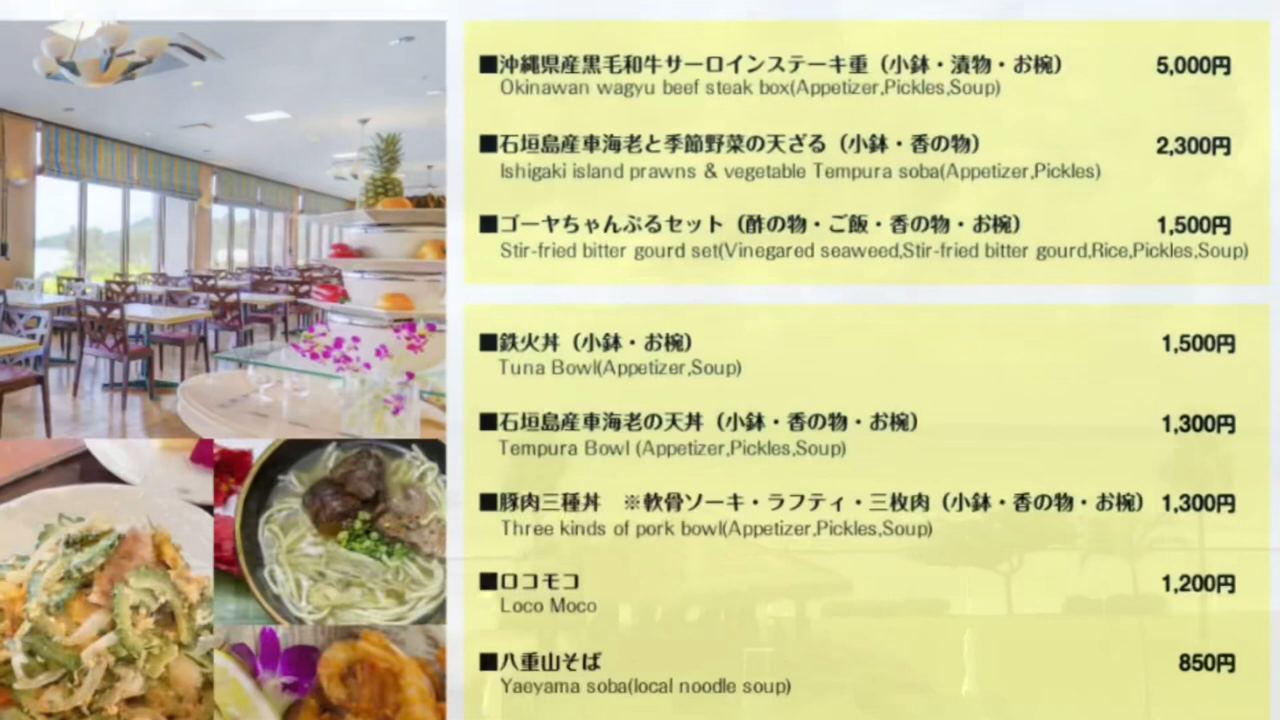 ■沖縄県産黒毛和牛サーロインステーキ重（小鉢・漬物・お椀） 5,000円
Okinawan wagyu beef steak box(Appetizer,Pickles,Soup)
■石垣島産車海老と季節野菜の天ざる（小鉢・香の物） 2,300円
Ishigaki island prawns & vegetable Tempura soba(Appetizer,Pickles)
■ゴーヤちゃんぷるセット（酢の物・ご飯・香の物・お椀） 1,500円
Stir-fried bitter gourd set(Vinegared seaweed,Stir-fried bitter gourd,Rice,Pickles,Soup)
■鉄火丼（小鉢・お椀） 1,500円
Tuna Bowl(Appetizer,Soup)
■石垣島産車海老の天丼（小鉢・香の物・お椀） 1,300円
Tempura Bowl (Appetizer,Pickles,Soup)
■豚肉三種丼　※軟骨ソーキ・ラフティ・三枚肉（小鉢・香の物・お椀） 1,300円
Three kinds of pork bowl(Appetizer,Pickles,Soup)
■ロコモコ 1,200円
Loco Moco
■八重山そば 850円
Yaeyama soba(local noodle soup)